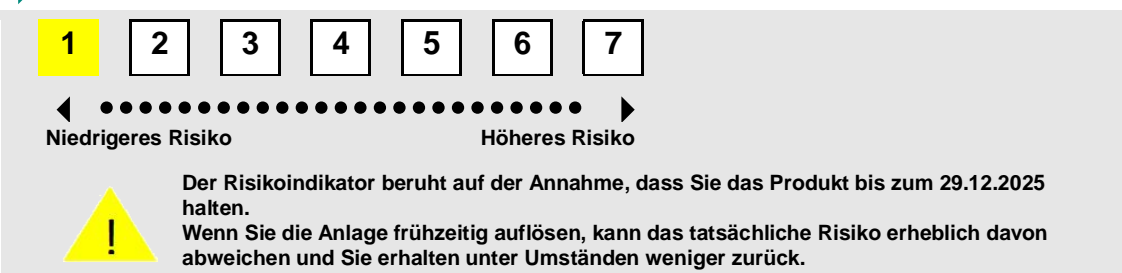 1 2 3 4 5 6 7
Niedrigeres Risiko Höheres Risiko
Der Risikoindikator beruht auf der Annahme, dass Sie das Produkt bis zum 29.12.2025
halten.
!
Wenn Sie die Anlage frühzeitig auflösen, kann das tatsächliche Risiko erheblich davon
abweichen und Sie erhalten unter Umständen weniger zurück.